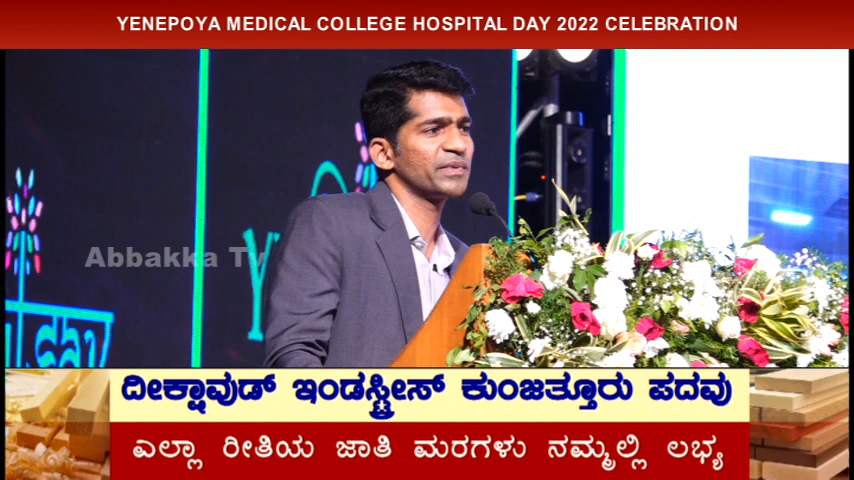 YENEPOYA MEDICAL COLLEGE HOSPITAL DAY 2022 CELEBRATION
Abbakka Tv
ದೀಕ್ಷಾವುಡ್ ಇಂಡಸ್ಟ್ರೀಸ್ ಕುಂಜತ್ತೂರು ಪದವು
ಎಲ್ಲಾ ರೀತಿಯ ಜಾತಿ ಮರಗಳು ನಮ್ಮಲ್ಲಿ ಲಭ್ಯ